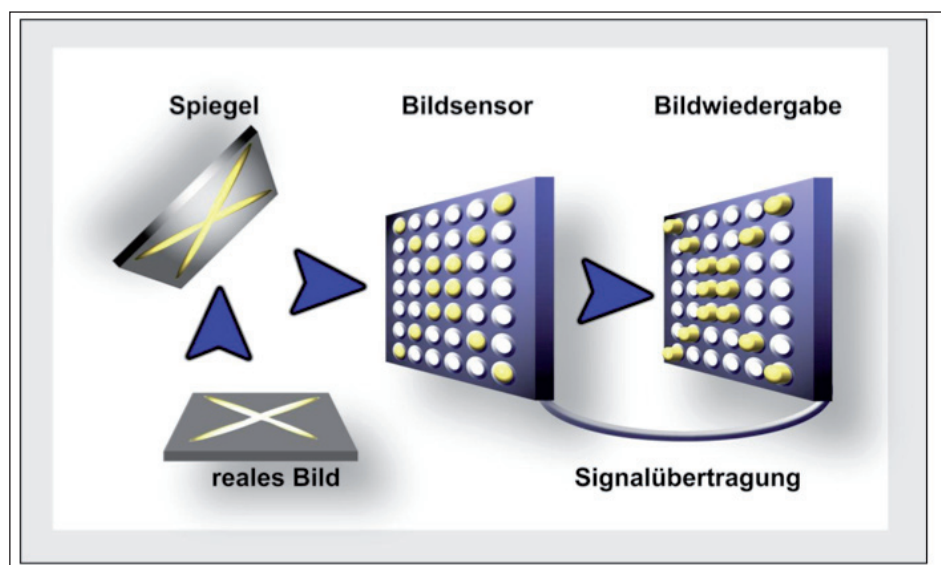 Spiegel
Bildsensor
Bildwiedergabe
reales Bild
Signalübertragung